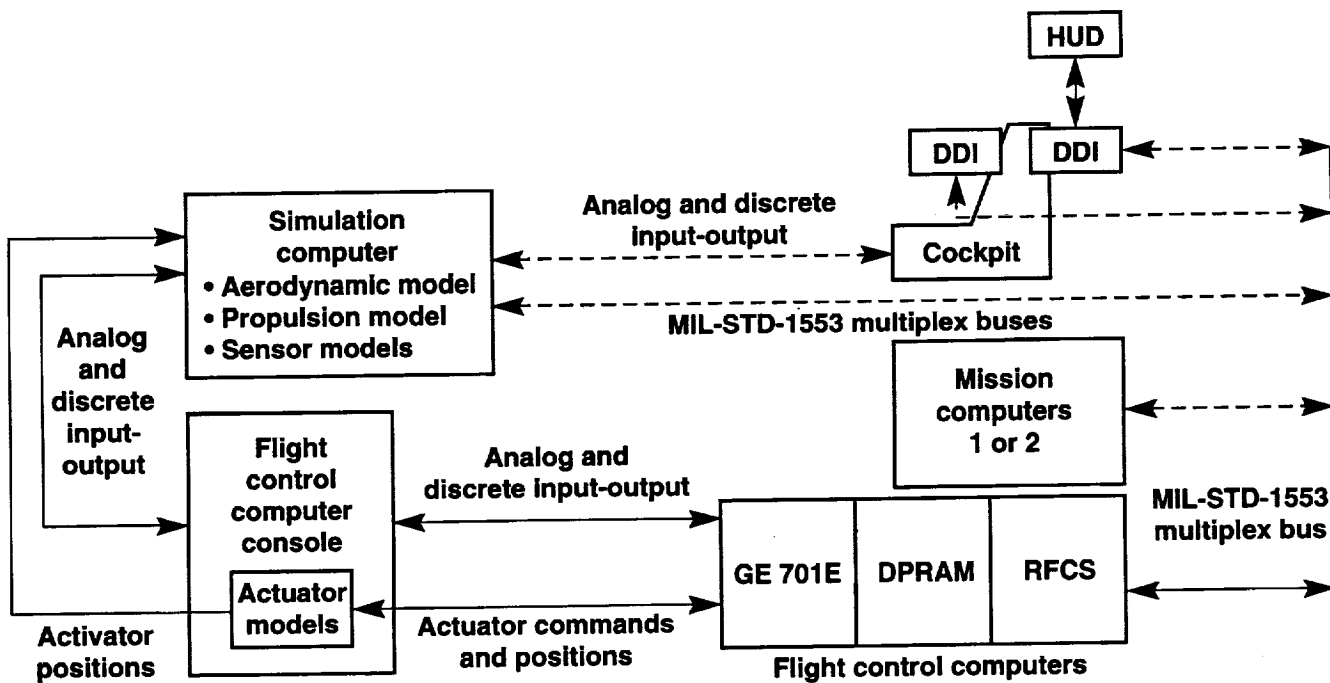 HUD
DDI
DDI
Analog and discrete
input-output
Cockpit
Simulation
computer
• Aerodynamic model
• Propulsion model
• Sensor models
MIL-STD-1553 multiplex buses
Analog
and
discrete
input-
output
Mission
computers
1 or 2
Flight
control
computer
console
Analog and
discrete input-output
MIL-STD-1553
multiplex bus
GE 701E
DPRAM
RFCS
Actuator
models
Activator
positions
Actuator commands
and positions
Flight control computers